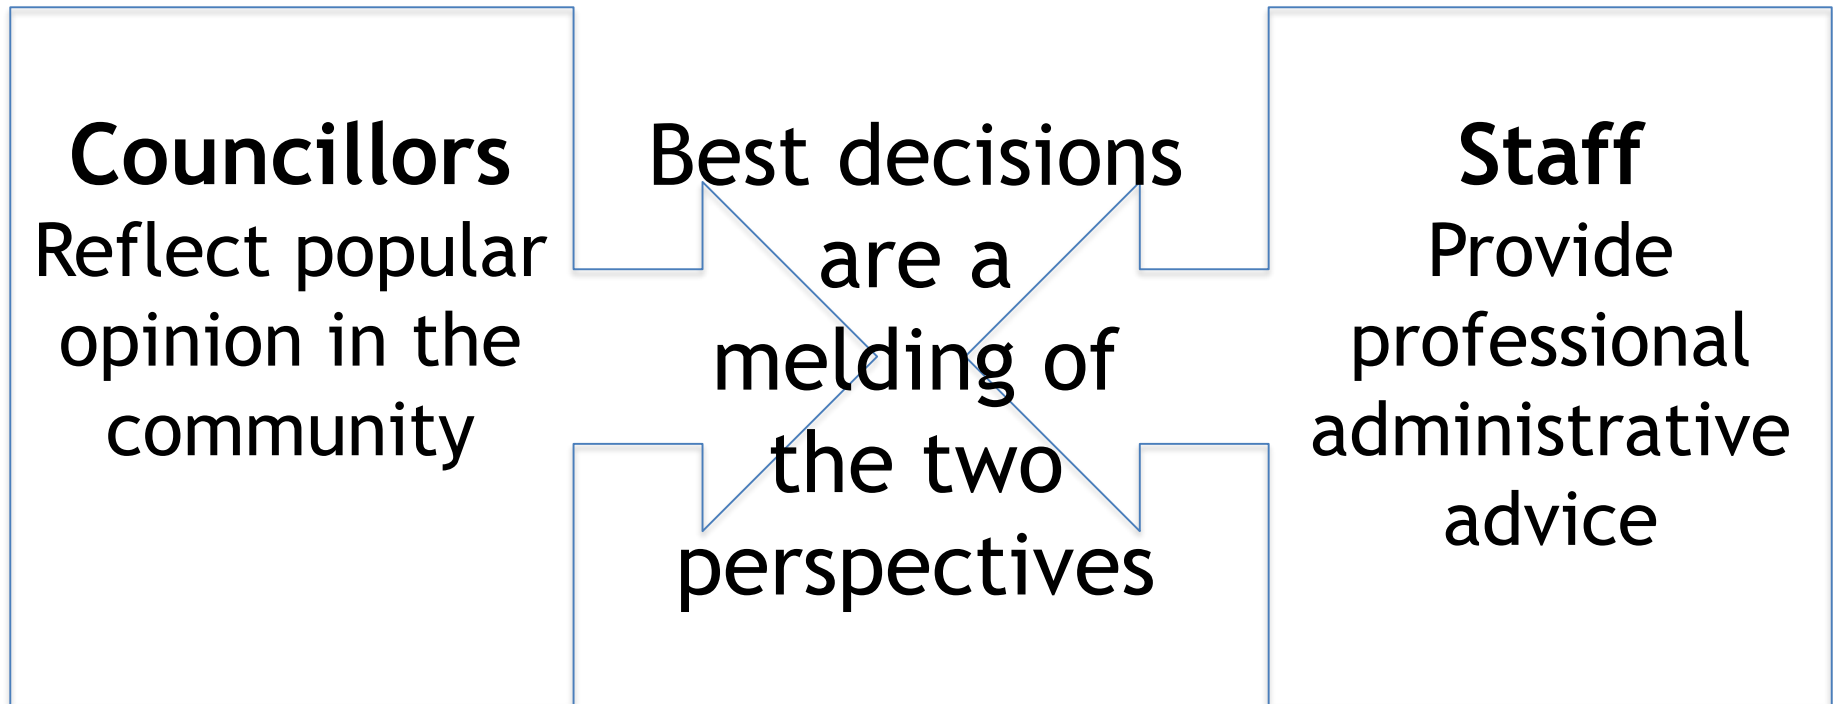 Councillors
Reflect popular
opinion in the
community
Best decisions
are a
melding of
the two
perspectives
Staff
Provide
professional
administrative
advice